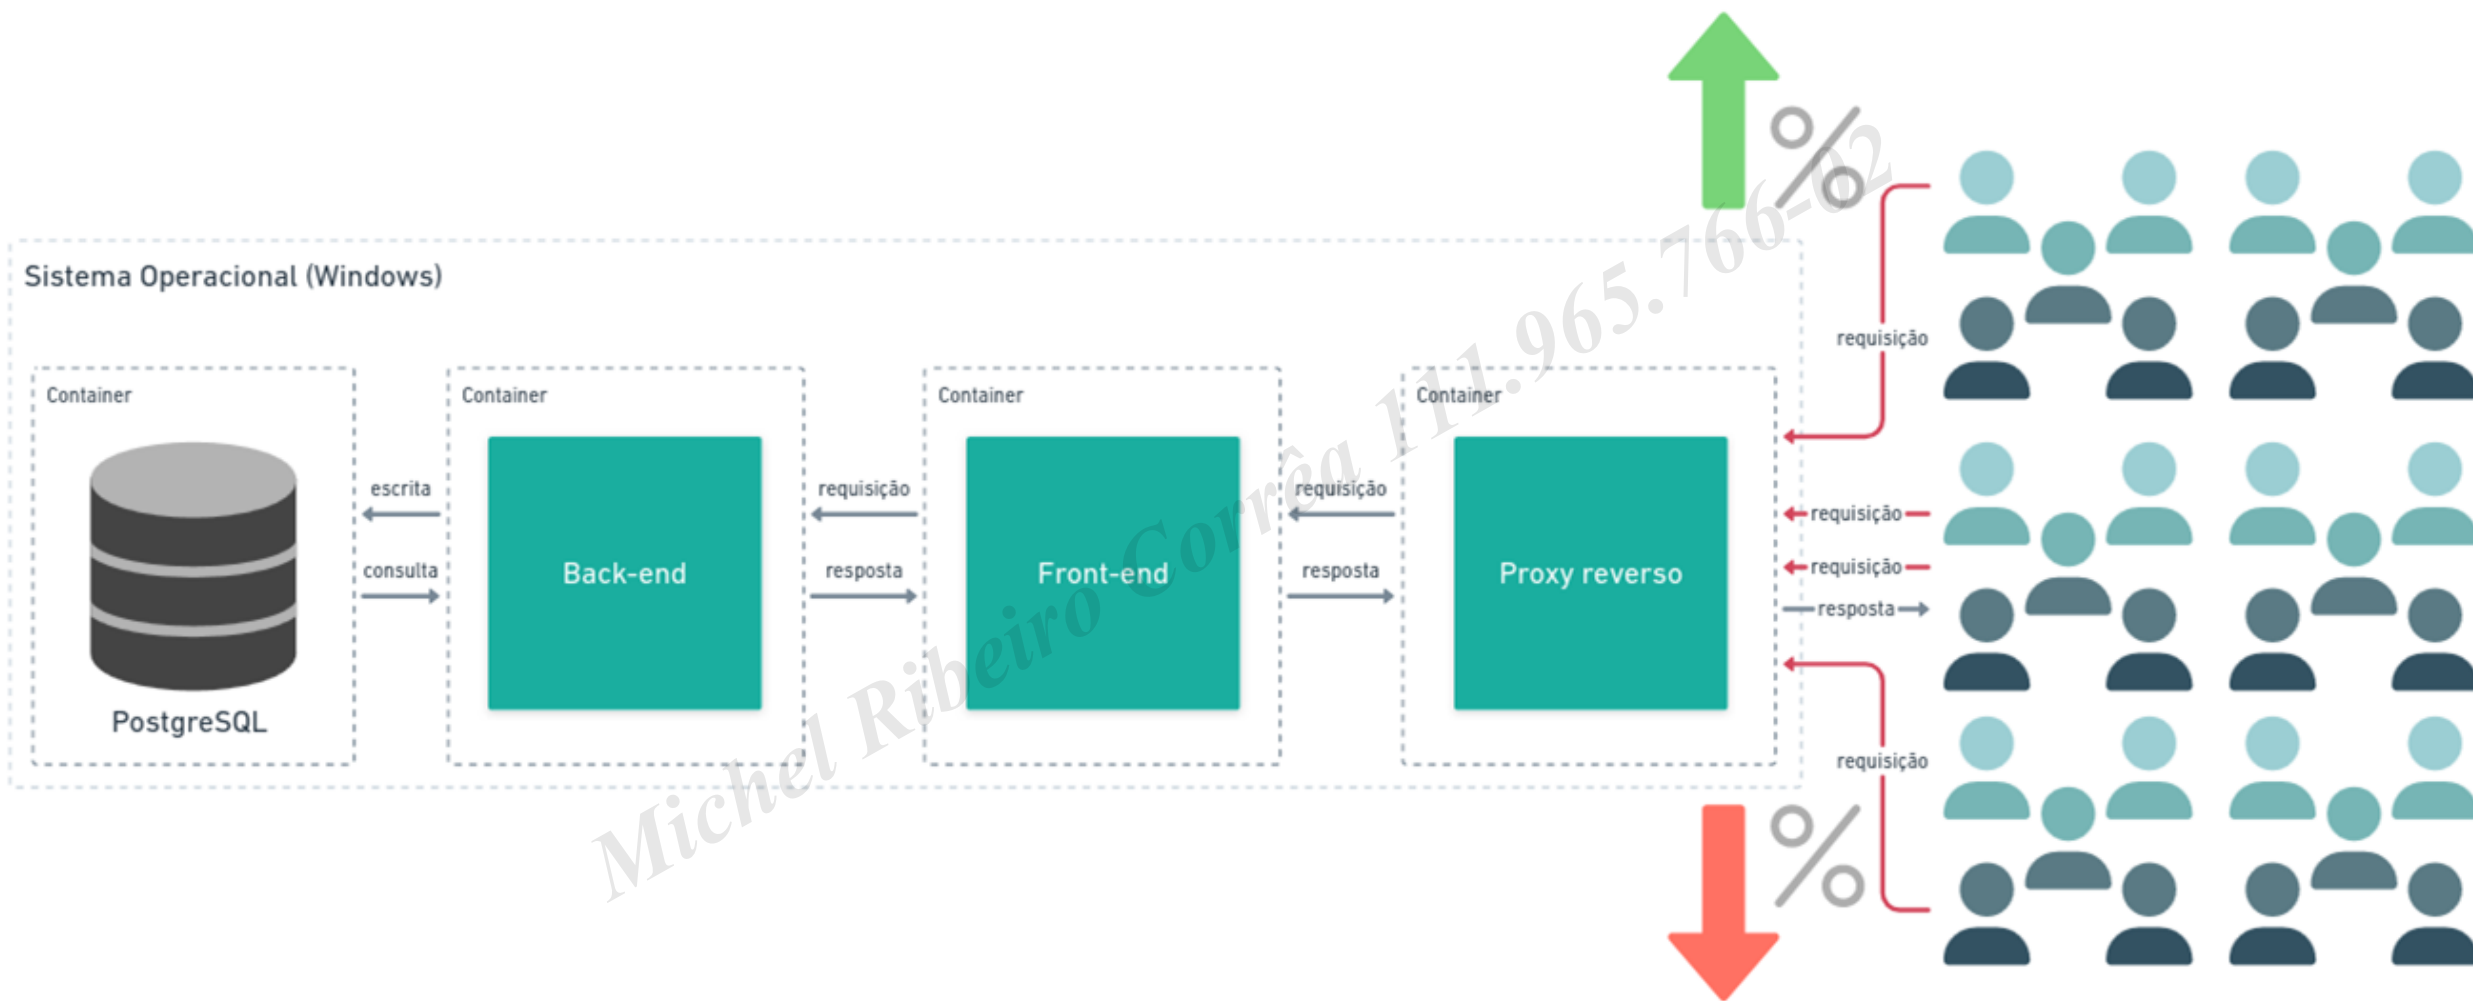 %
Sistema Operacional (Windows)
Container
Container
Container
Container
requisição
escrita
requisição
requisição
requisição
consulta
Back-end
resposta
Front-end
resposta
Proxy reverso
requisição
resposta
PostgreSQL
requisição
%
Michel Ribeiro Corrêa 111.965.766-02